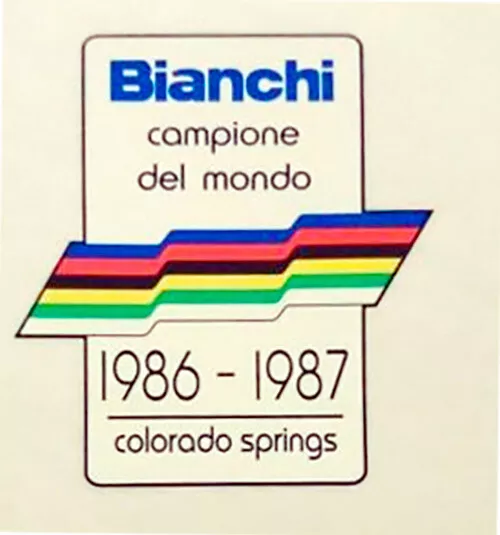 Bianchi
campione
del mondo
1986 - 1987
colorado springs